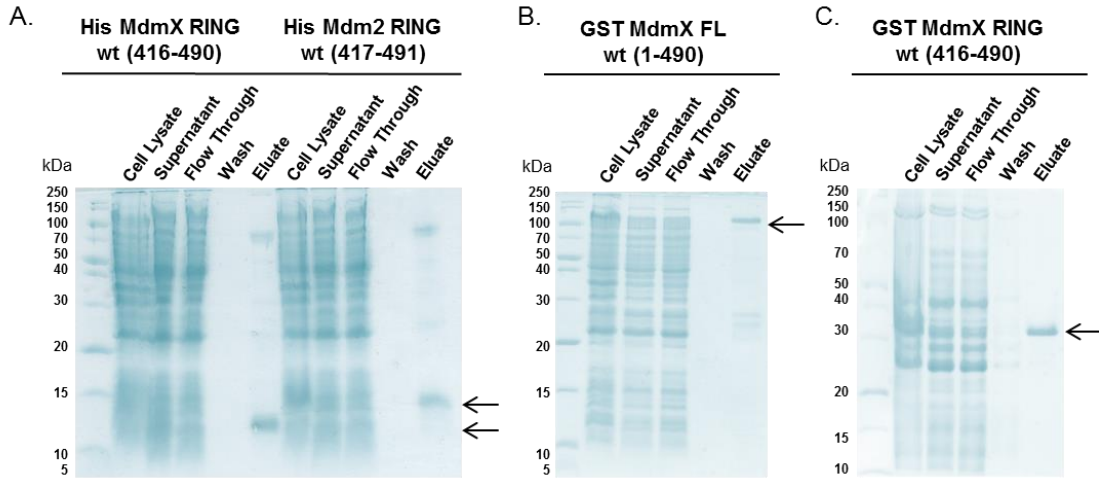 A.
His MdmX RING
wt (416-490)
His Mdm2 RING
wt (417-491)
kDa
Cell Lysate
Supernatant
Flow Through
Wash
Eluate
Cell Lysate
Supernatant
Flow Through
Wash
Eluate
250
150
100
70
50
40
30
20
15
10
5
B.
GST MdmX FL
wt (1-490)
kDa
Cell Lysate
Supernatant
Flow Through
Wash
Eluate
250
150
100
70
50
40
30
20
15
10
5
C.
GST MdmX RING
wt (416-490)
kDa
Cell Lysate
Supernatant
Flow Through
Wash
Eluate
250
150
100
70
50
40
30
20
15
10